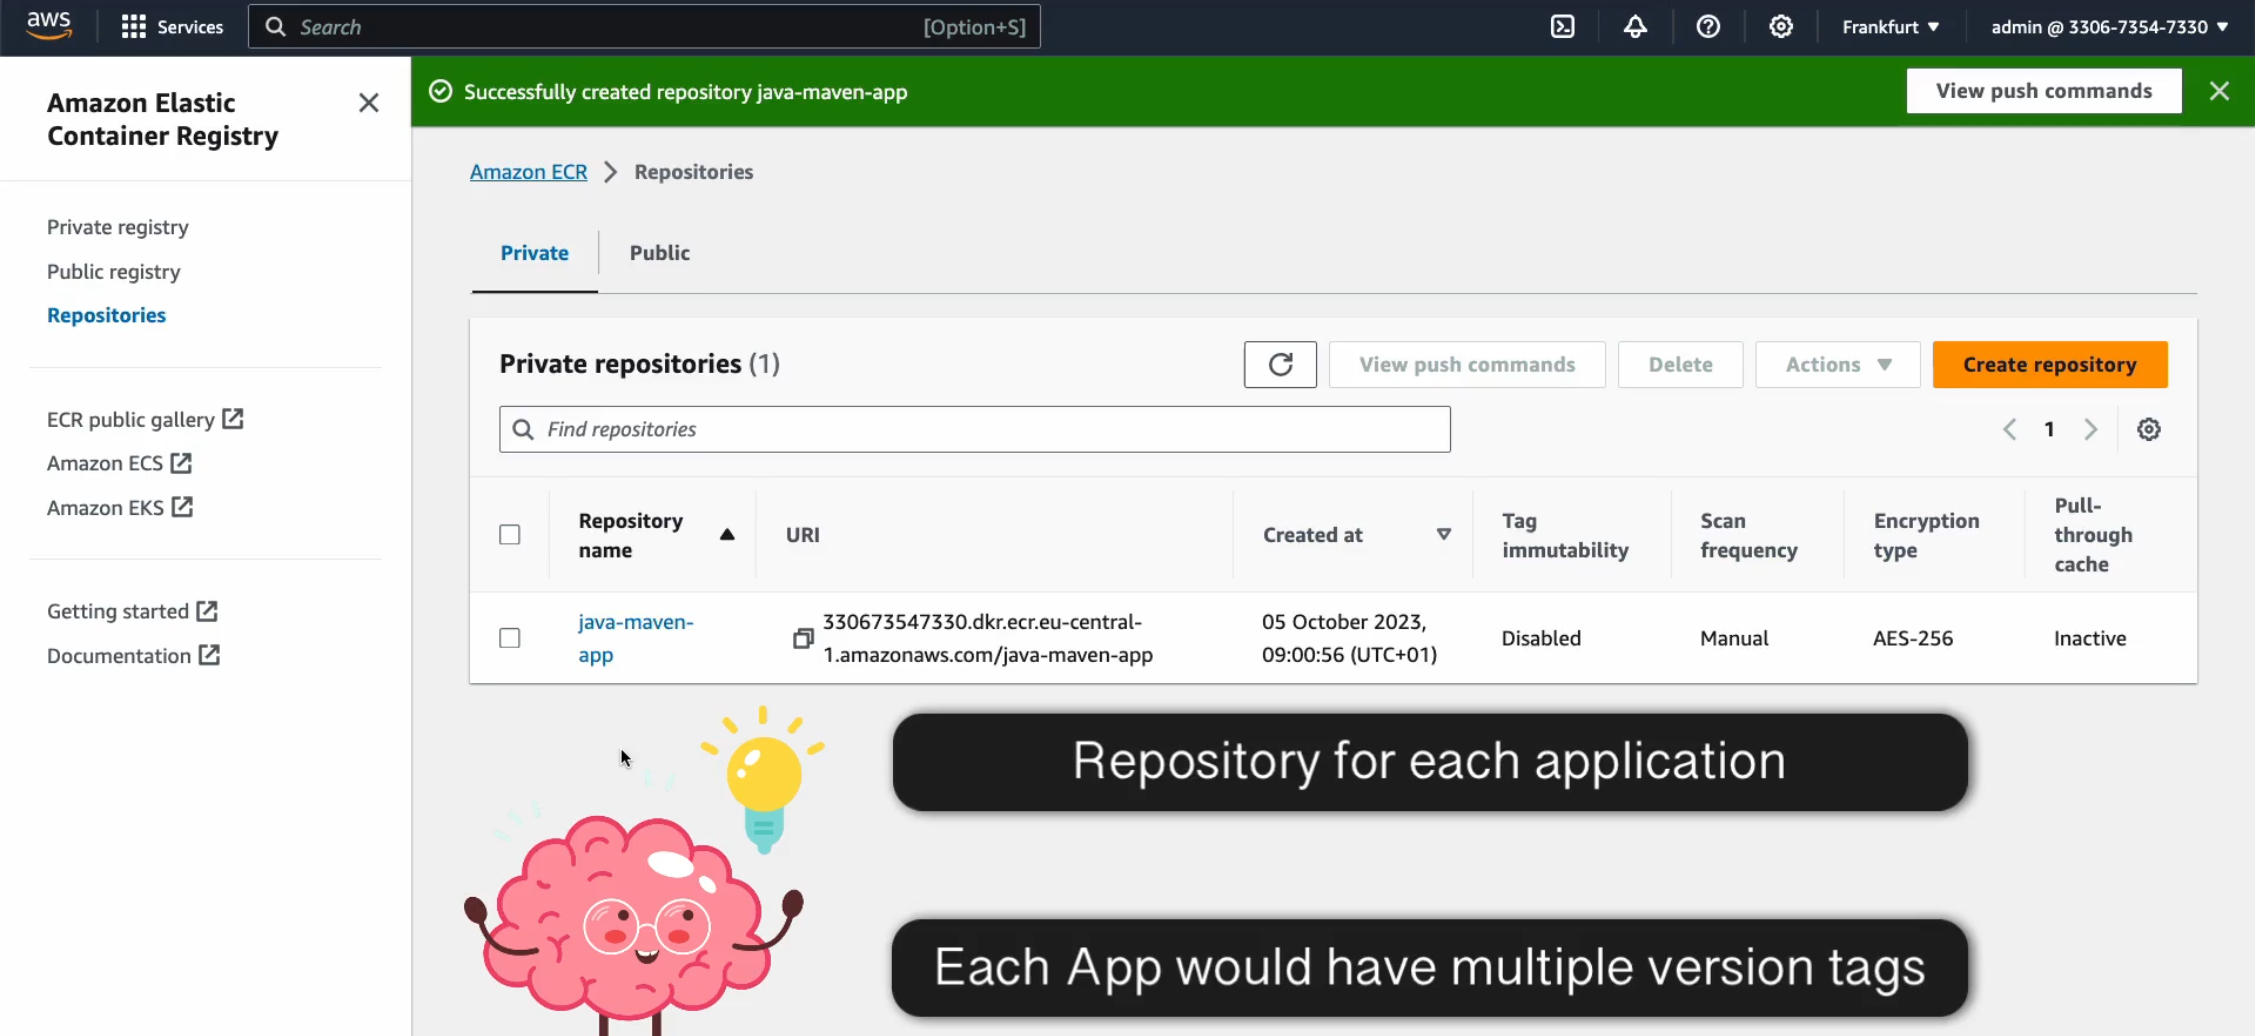 aws
Services
Search
[Option+S]
Frankfurt
admin @ 3306-7354-7330
Amazon Elastic
Container Registry
Private registry
Public registry
Repositories
ECR public gallery
Amazon ECS
Amazon EKS
Getting started
Documentation
Successfully created repository java-maven-app
View push commands
Amazon ECR
Repositories
Private
Public
Private repositories (1)
View push commands
Delete
Actions
Create repository
Find repositories
1
Repository
name
URI
Created at
Tag
immutability
Scan
frequency
Encryption
type
Pull-
through
cache
java-maven-
app
330673547330.dkr.ecr.eu-central-
1.amazonaws.com/java-maven-app
05 October 2023,
09:00:56 (UTC+01)
Disabled
Manual
AES-256
Inactive
Repository for each application
Each App would have multiple version tags